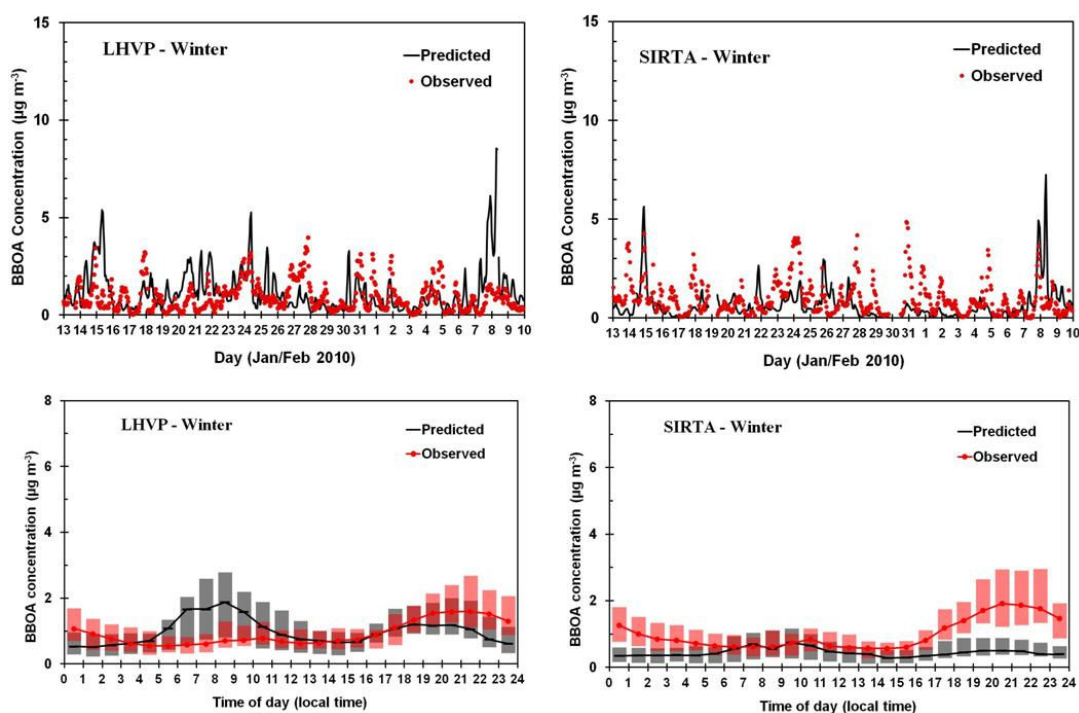 LHVP - Winter
Predicted
Observed
BBOA Concentration (µg m⁻³)
15
10
5
0
13 14 15 16 17 18 19 20 21 22 23 24 25 26 27 28 29 30 31 1 2 3 4 5 6 7 8 9 10
Day (Jan/Feb 2010)
SIRTA - Winter
Predicted
Observed
BBOA Concentration (µg m⁻³)
15
10
5
0
13 14 15 16 17 18 19 20 21 22 23 24 25 26 27 28 29 30 31 1 2 3 4 5 6 7 8 9 10
Day (Jan/Feb 2010)
LHVP - Winter
Predicted
Observed
BBOA concentration (µg m⁻³)
8
6
4
2
0
0 1 2 3 4 5 6 7 8 9 10 11 12 13 14 15 16 17 18 19 20 21 22 23 24
Time of day (local time)
SIRTA - Winter
Predicted
Observed
BBOA concentration (µg m⁻³)
8
6
4
2
0
0 1 2 3 4 5 6 7 8 9 10 11 12 13 14 15 16 17 18 19 20 21 22 23 24
Time of day (local time)